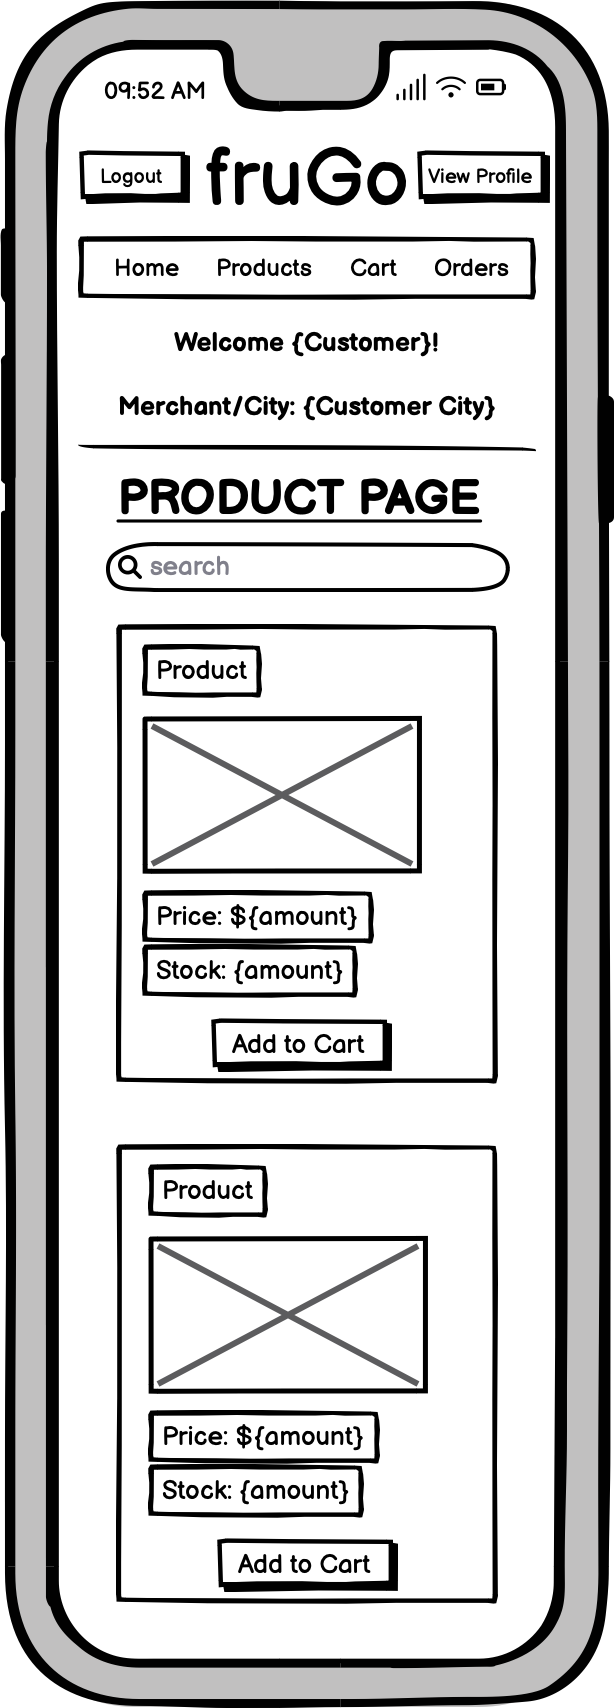 09:52 AM
Logout
fruGo
View Profile
Home Products Cart Orders
Welcome {Customer}!
Merchant/City: {Customer City}
PRODUCT PAGE
search
Product
Price: ${amount}
Stock: {amount}
Add to Cart
Product
Price: ${amount}
Stock: {amount}
Add to Cart